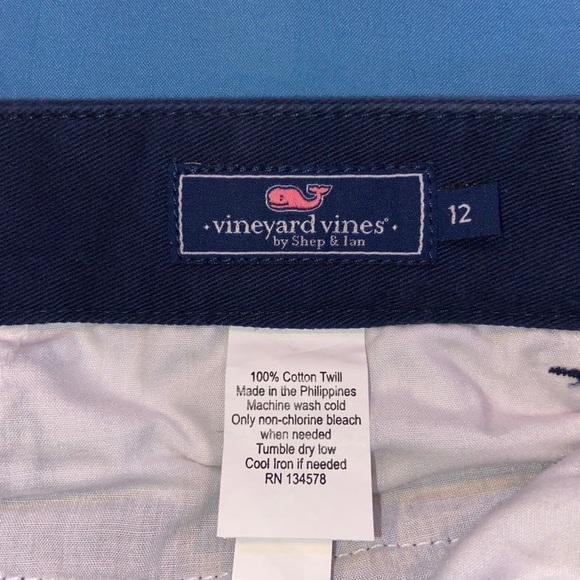 vineyard vines®
by Shep & Ian
12
100% Cotton Twill
Made in the Philippines
Machine wash cold
Only non-chlorine bleach
when needed
Tumble dry low
Cool Iron if needed
RN 134578